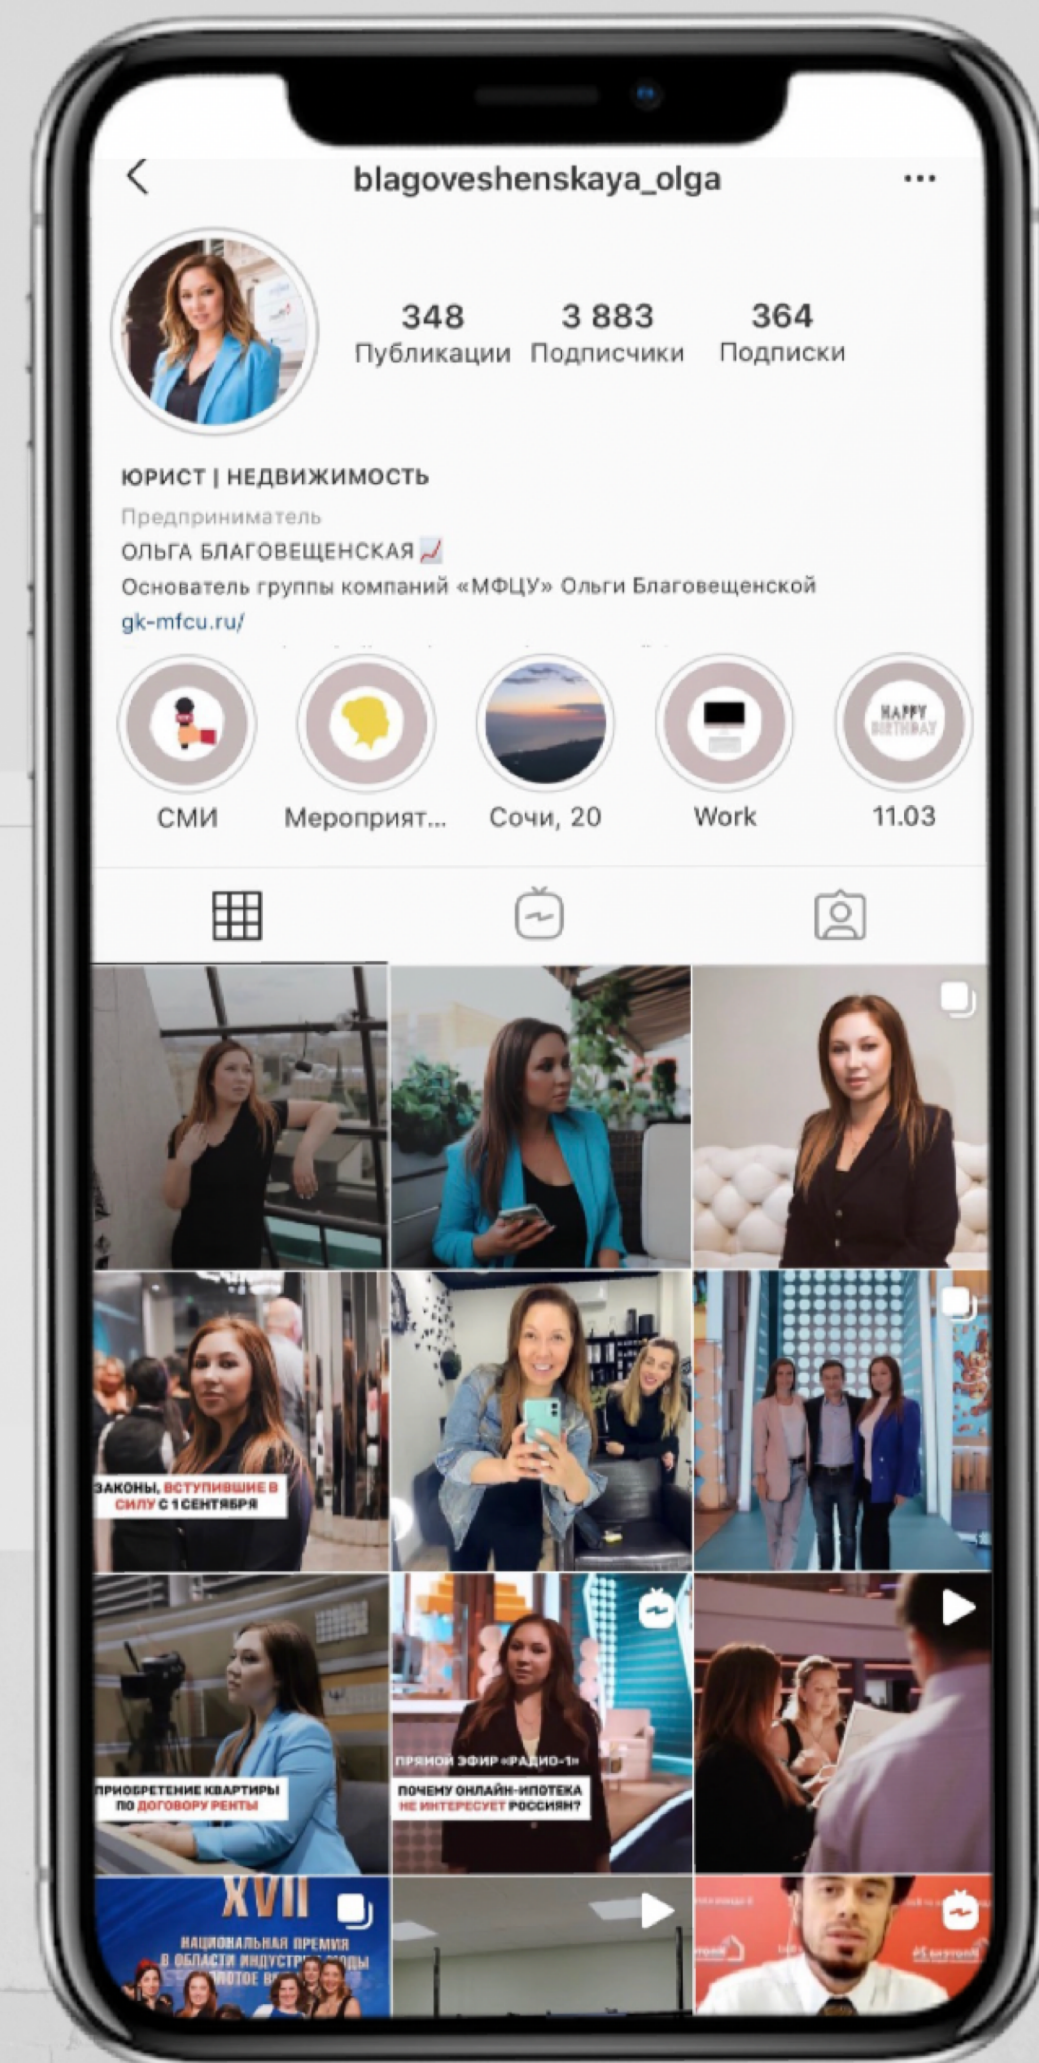 blagoveshenskaya_olga
348
3 883
364
Публикации
Подписчики
Подписки
ЮРИСТ | НЕДВИЖИМОСТЬ
Предприниматель
ОЛЬГА БЛАГОВЕЩЕНСКАЯ
Основатель группы компаний «МФЦУ» Ольги Благовещенской
gk-mfcu.ru/
HAPPY
BIRTHDAY
СМИ
Мероприят...
Сочи, 20
Work
11.03
ЗАКОНЫ, ВСТУПИВШИЕ В
СИЛУ С 1 СЕНТЯБРЯ
ПРИОБРЕТЕНИЕ КВАРТИРЫ
ПО ДОГОВОРУ РЕНТЫ
ПРЯМОЙ ЭФИР «РАДИО-1»
ПОЧЕМУ ОНЛАЙН-ИПОТЕКА
НЕ ИНТЕРЕСУЕТ РОССИЯН?
XVII
НАЦИОНАЛЬНАЯ ПРЕМИЯ
В ОБЛАСТИ